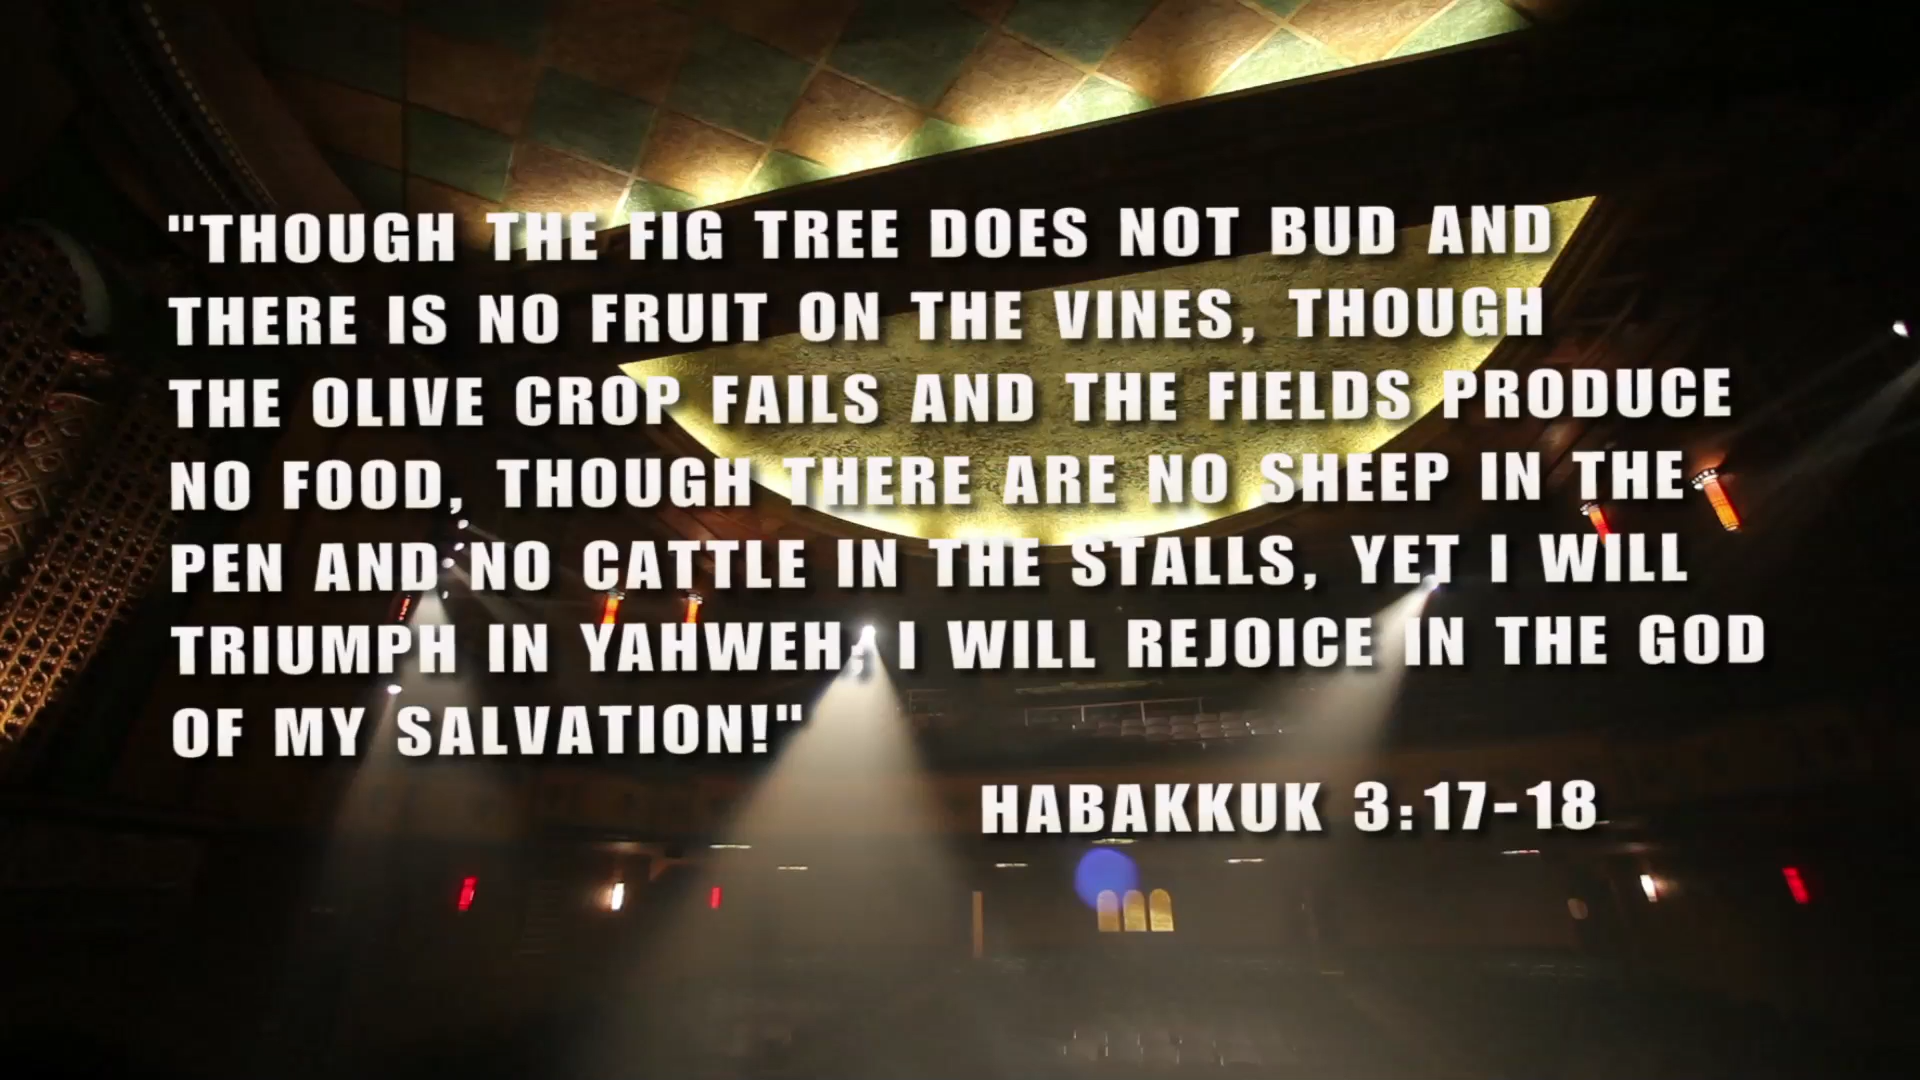 "THOUGH THE FIG TREE DOES NOT BUD AND
THERE IS NO FRUIT ON THE VINES, THOUGH
THE OLIVE CROP FAILS AND THE FIELDS PRODUCE
NO FOOD, THOUGH THERE ARE NO SHEEP IN THE
PEN AND NO CATTLE IN THE STALLS, YET I WILL
TRIUMPH IN YAHWEH; I WILL REJOICE IN THE GOD
OF MY SALVATION!"
HABAKKUK 3:17-18